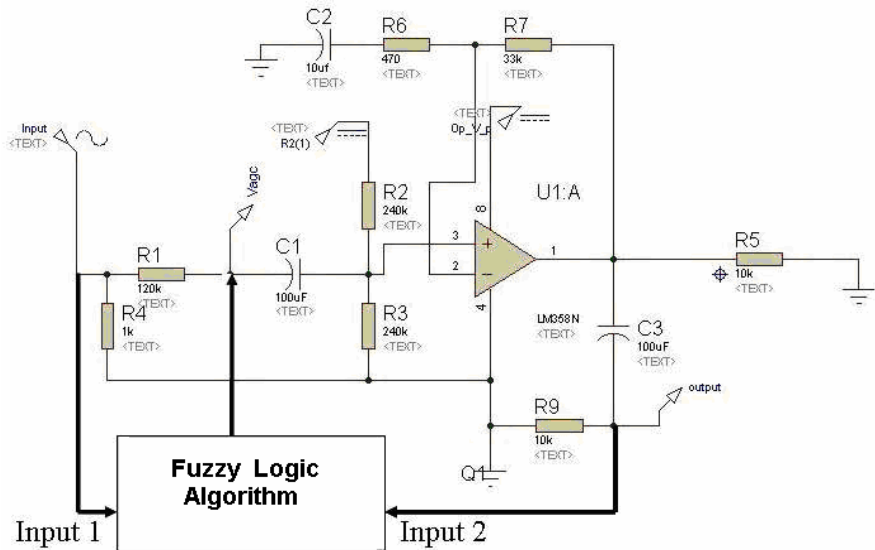 C2
10uf
<TEXT>
R6
470
<TEXT>
R7
33k
<TEXT>
Input
<TEXT>
<TEXT>
R2(1)
<TEXT>
Op_V_p
Vagc
R2
240k
<TEXT>
8
U1:A
C1
100uF
<TEXT>
R1
120k
<TEXT>
3
2
1
4
LM358N
<TEXT>
R5
10k
<TEXT>
R4
1k
<TEXT>
R3
240k
<TEXT>
C3
100uF
<TEXT>
output
R9
10k
<TEXT>
Q1
Fuzzy Logic
Algorithm
Input 1
Input 2